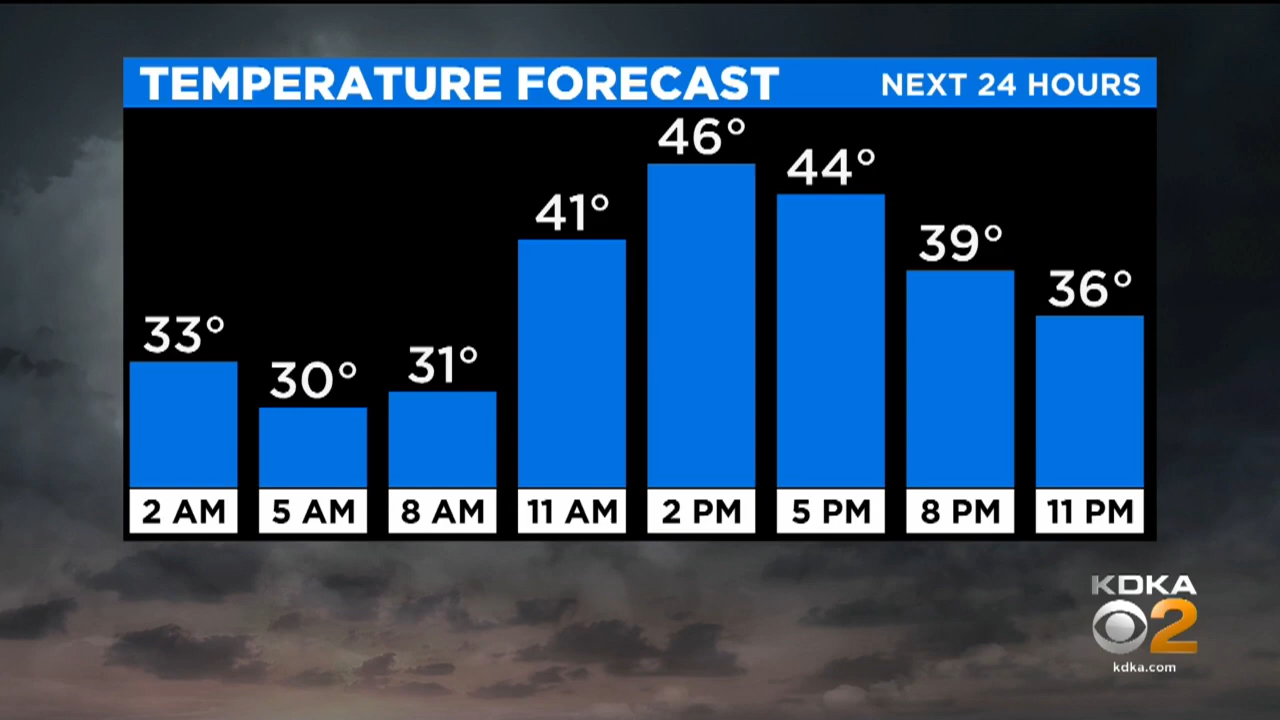 TEMPERATURE FORECAST NEXT 24 HOURS
33° 30° 31° 41° 46° 44° 39° 36°
2 AM 5 AM 8 AM 11 AM 2 PM 5 PM 8 PM 11 PM
KDKA
2
kdka.com